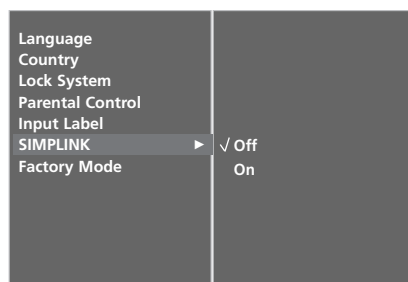 Language
Country
Lock System
Parental Control
Input Label
SIMPLINK ► √ Off
Factory Mode On